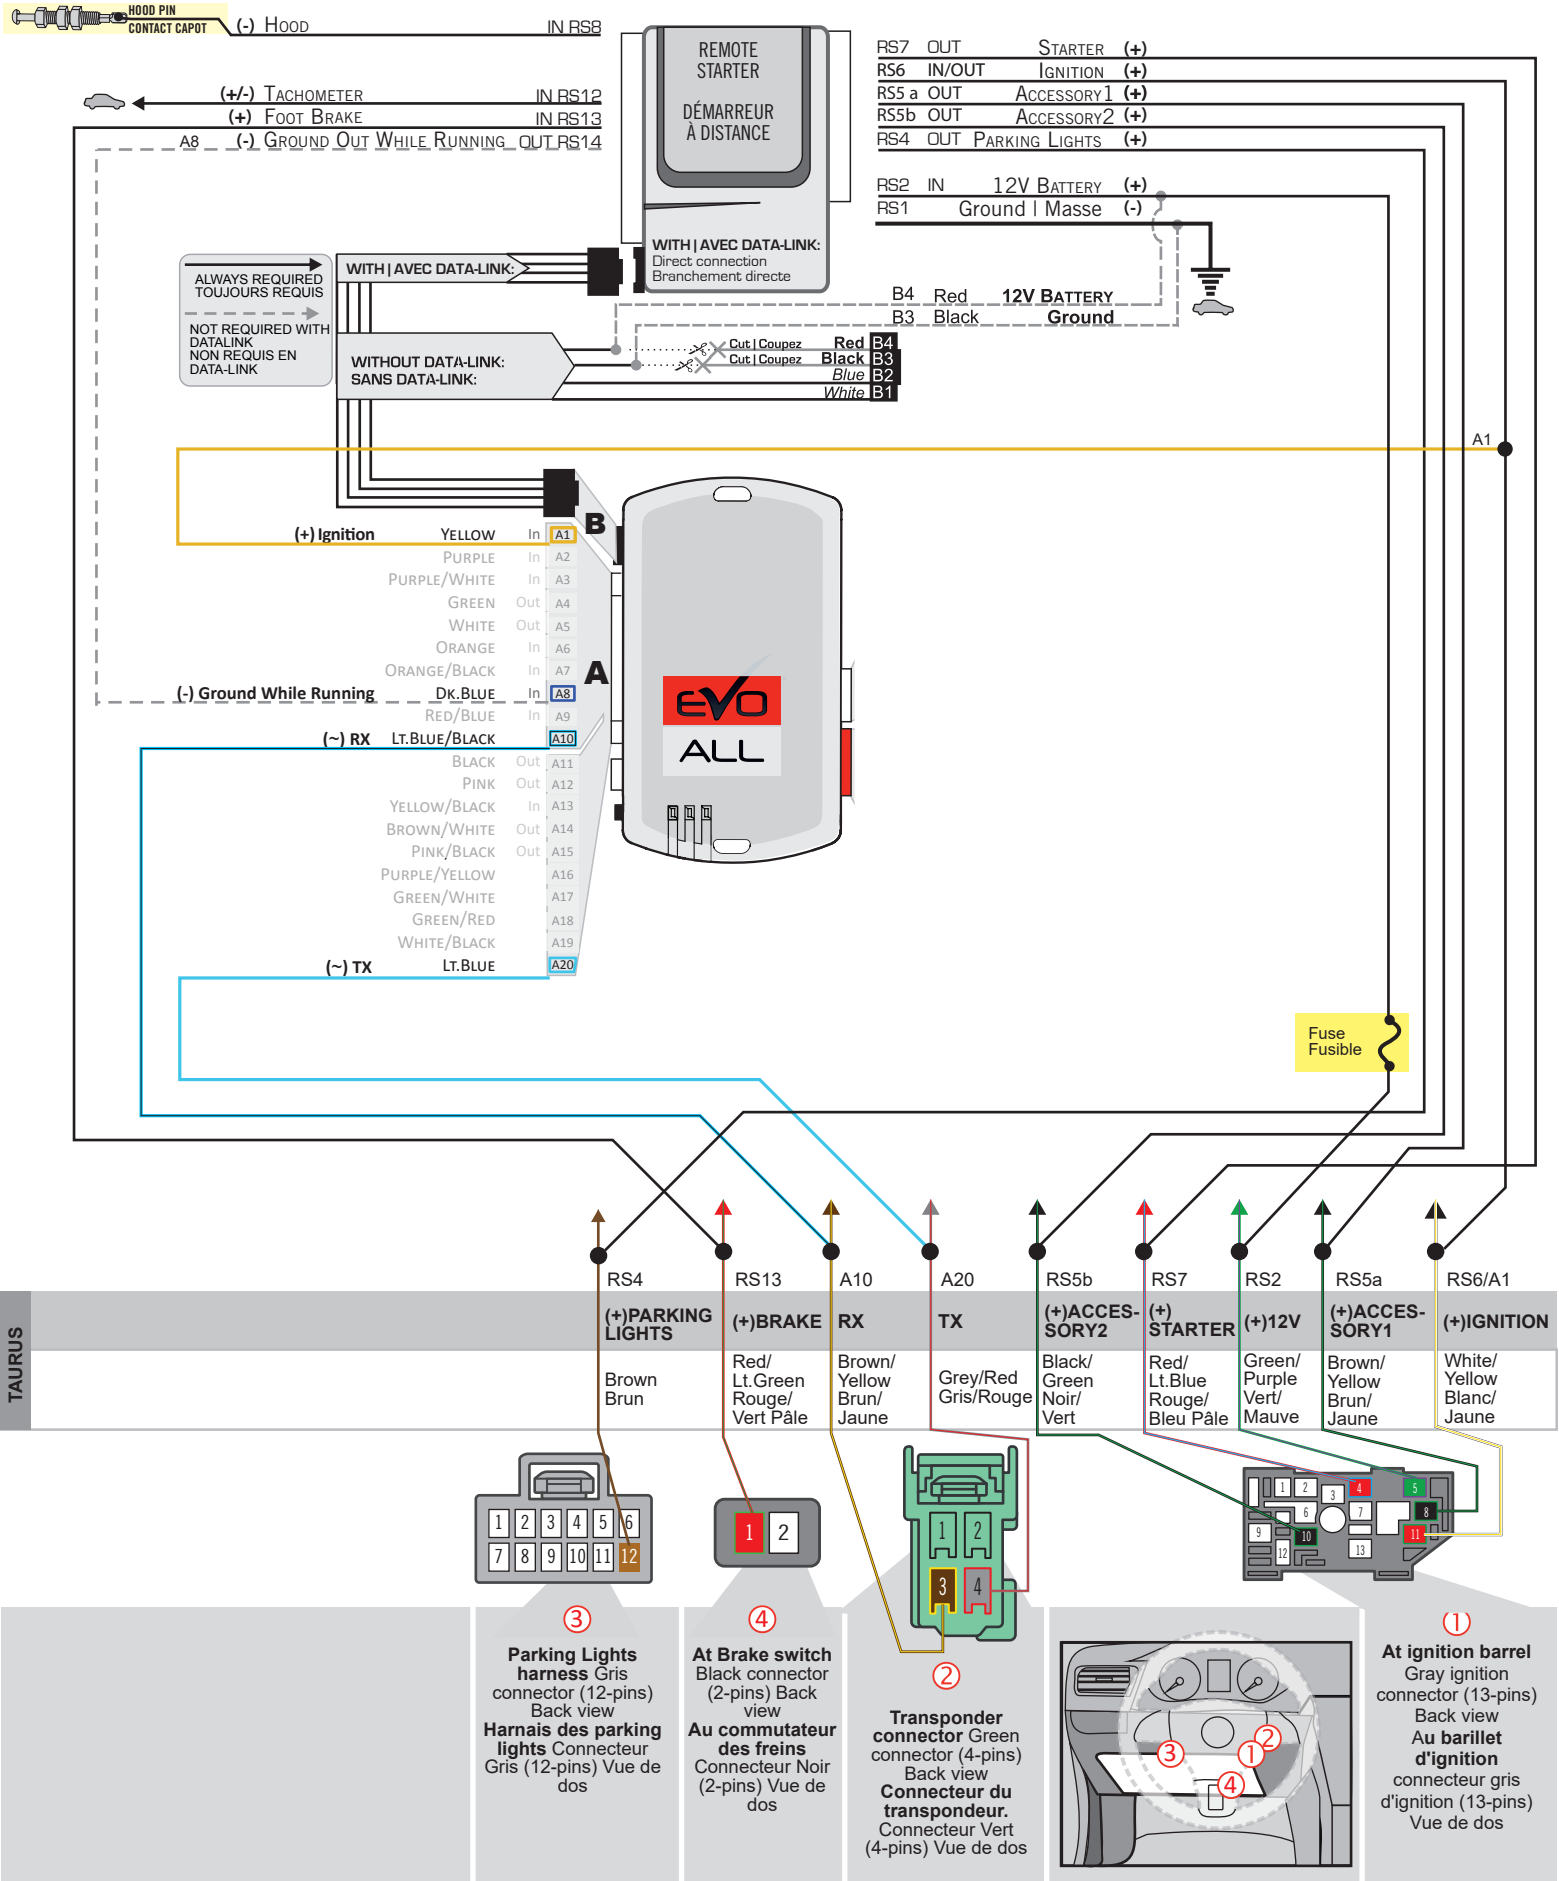 HOOD PIN
CONTACT CAPOT
(-) Hood
IN RS8
(+/-) Tachometer
IN RS12
(+) Foot Brake
IN RS13
A8 (-) Ground Out While Running OUT RS14
REMOTE
STARTER
DÉMARREUR
À DISTANCE
WITH | AVEC DATA-LINK:
Direct connection
Branchement directe
RS7 OUT Starter (+)
RS6 IN/OUT Ignition (+)
RS5 a OUT Accessory1 (+)
RS5b OUT Accessory2 (+)
RS4 OUT Parking Lights (+)
RS2 IN 12V Battery (+)
RS1 Ground | Masse (-)
ALWAYS REQUIRED
TOUJOURS REQUIS
NOT REQUIRED WITH
DATALINK
NON REQUIS EN
DATA-LINK
WITH | AVEC DATA-LINK:
WITHOUT DATA-LINK:
SANS DATA-LINK:
B4 Red 12V Battery
B3 Black Ground
Cut | Coupez Red B4
Cut | Coupez Black B3
Blue B2
White B1
A1
B
A
(+) Ignition Yellow In A1
Purple In A2
Purple/White In A3
Green Out A4
White Out A5
Orange In A6
Orange/Black In A7
(-) Ground While Running Dk.Blue In A8
Red/Blue In A9
(~) RX Lt.Blue/Black A10
Black Out A11
Pink Out A12
Yellow/Black In A13
Brown/White Out A14
Pink/Black Out A15
Purple/Yellow A16
Green/White A17
Green/Red A18
White/Black A19
(~) TX Lt.Blue A20
EVO
ALL
Fuse
Fusible
RS4 RS13 A10 A20 RS5b RS7 RS2 RS5a RS6/A1
TAURUS
(+)PARKING
LIGHTS
(+)BRAKE
RX
TX
(+)ACCES-
SORY2
(+)
STARTER
(+)12V
(+)ACCES-
SORY1
(+)IGNITION
Brown
Brun
Red/
Lt.Green
Rouge/
Vert Pâle
Brown/
Yellow
Brun/
Jaune
Grey/Red
Gris/Rouge
Black/
Green
Noir/
Vert
Red/
Lt.Blue
Rouge/
Bleu Pâle
Green/
Purple
Vert/
Mauve
Brown/
Yellow
Brun/
Jaune
White/
Yellow
Blanc/
Jaune
1 2 3 4 5 6
7 8 9 10 11 12
1 2
1 2
3 4
1 2 3 4 5
6 7 8
9 10 11
12 13
③
Parking Lights
harness Gris
connector (12-pins)
Back view
Harnais des parking
lights Connecteur
Gris (12-pins) Vue de
dos
④
At Brake switch
Black connector
(2-pins) Back
view
Au commutateur
des freins
Connecteur Noir
(2-pins) Vue de
dos
②
Transponder
connector Green
connector (4-pins)
Back view
Connecteur du
transpondeur.
Connecteur Vert
(4-pins) Vue de dos
③
①
②
④
①
At ignition barrel
Gray ignition
connector (13-pins)
Back view
Au barillet
d'ignition
connecteur gris
d'ignition (13-pins)
Vue de dos